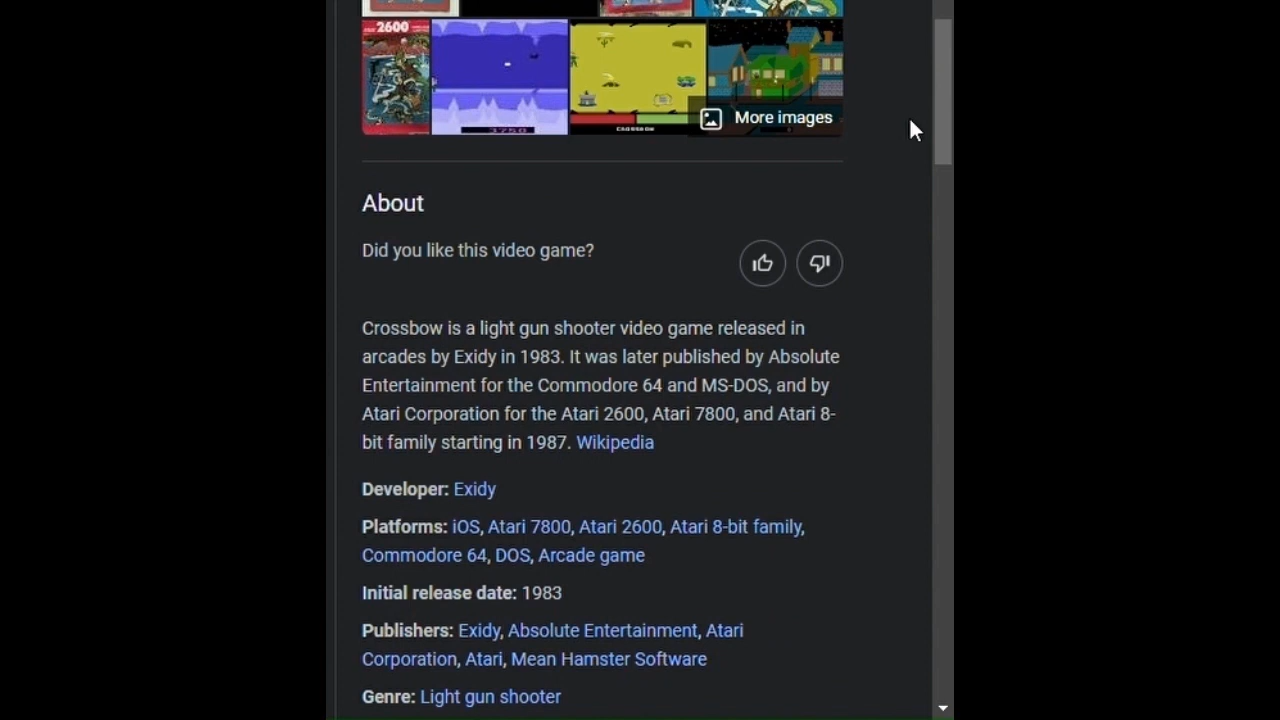 2600
3750
CROSSBOW
More images
About
Did you like this video game?
Crossbow is a light gun shooter video game released in
arcades by Exidy in 1983. It was later published by Absolute
Entertainment for the Commodore 64 and MS-DOS, and by
Atari Corporation for the Atari 2600, Atari 7800, and Atari 8-
bit family starting in 1987. Wikipedia
Developer: Exidy
Platforms: iOS, Atari 7800, Atari 2600, Atari 8-bit family,
Commodore 64, DOS, Arcade game
Initial release date: 1983
Publishers: Exidy, Absolute Entertainment, Atari
Corporation, Atari, Mean Hamster Software
Genre: Light gun shooter